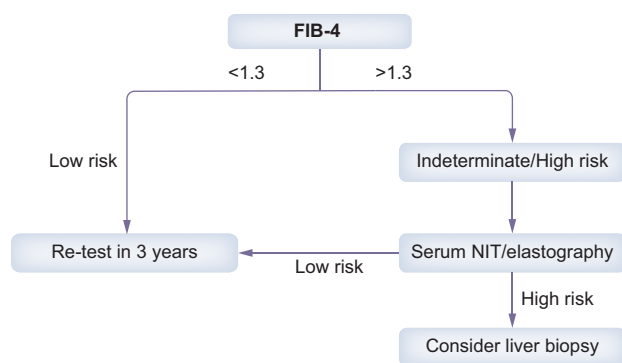 FIB-4
<1.3
>1.3
Low risk
Indeterminate/High risk
Re-test in 3 years
Serum NIT/elastography
Low risk
High risk
Consider liver biopsy